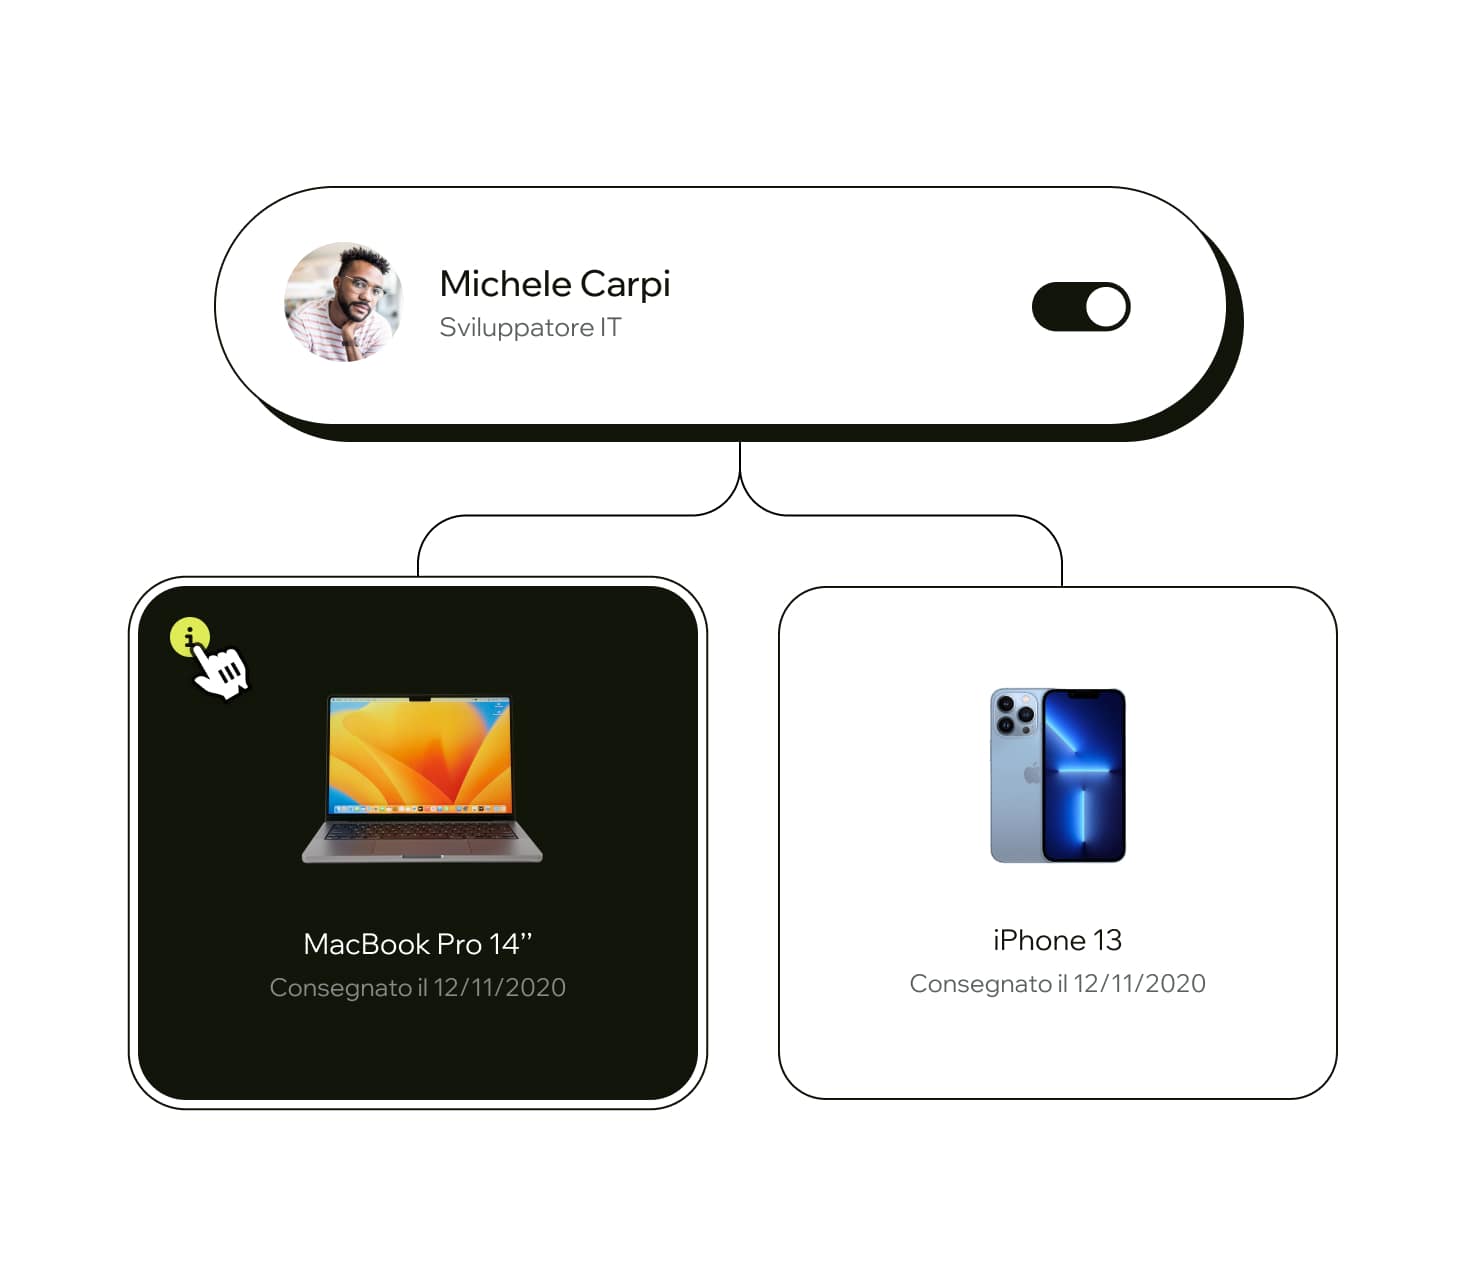 Michele Carpi
Sviluppatore IT
MacBook Pro 14’’
Consegnato il 12/11/2020
iPhone 13
Consegnato il 12/11/2020